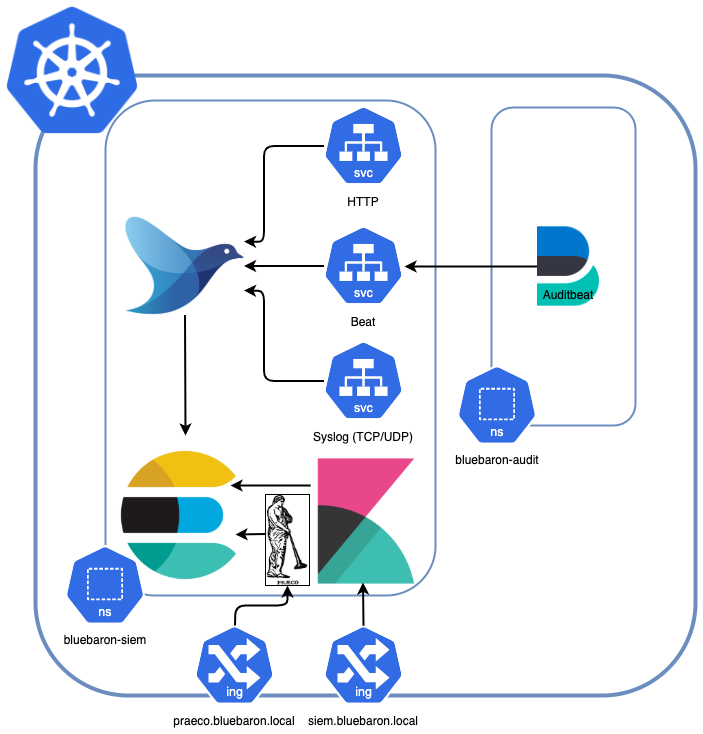 svc
HTTP
svc
Beat
Auditbeat
svc
Syslog (TCP/UDP)
ns
bluebaron-audit
PRÆCO
ns
bluebaron-siem
ing
praeco.bluebaron.local
ing
siem.bluebaron.local